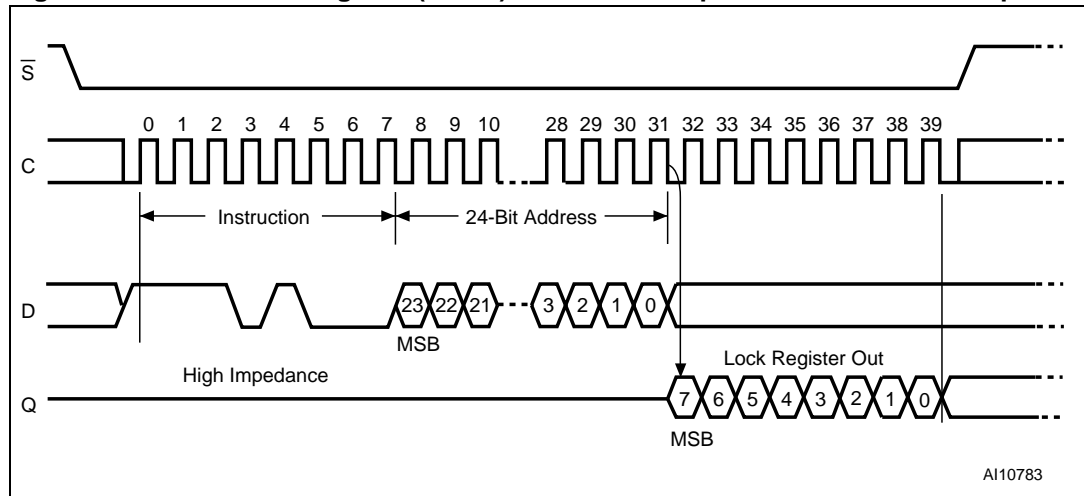 S
0 1 2 3 4 5 6 7 8 9 10 28 29 30 31 32 33 34 35 36 37 38 39
C
Instruction 24-Bit Address
D
23 22 21 3 2 1 0
MSB
High Impedance
Lock Register Out
Q
7 6 5 4 3 2 1 0
MSB
AI10783